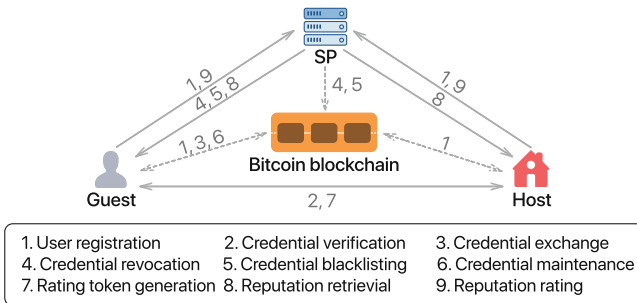 SP
1, 9
4, 5, 8
4, 5
1, 9
8
1, 3, 6
1
Bitcoin blockchain
Guest
Host
2, 7
1. User registration 2. Credential verification 3. Credential exchange
4. Credential revocation 5. Credential blacklisting 6. Credential maintenance
7. Rating token generation 8. Reputation retrievial 9. Reputation rating